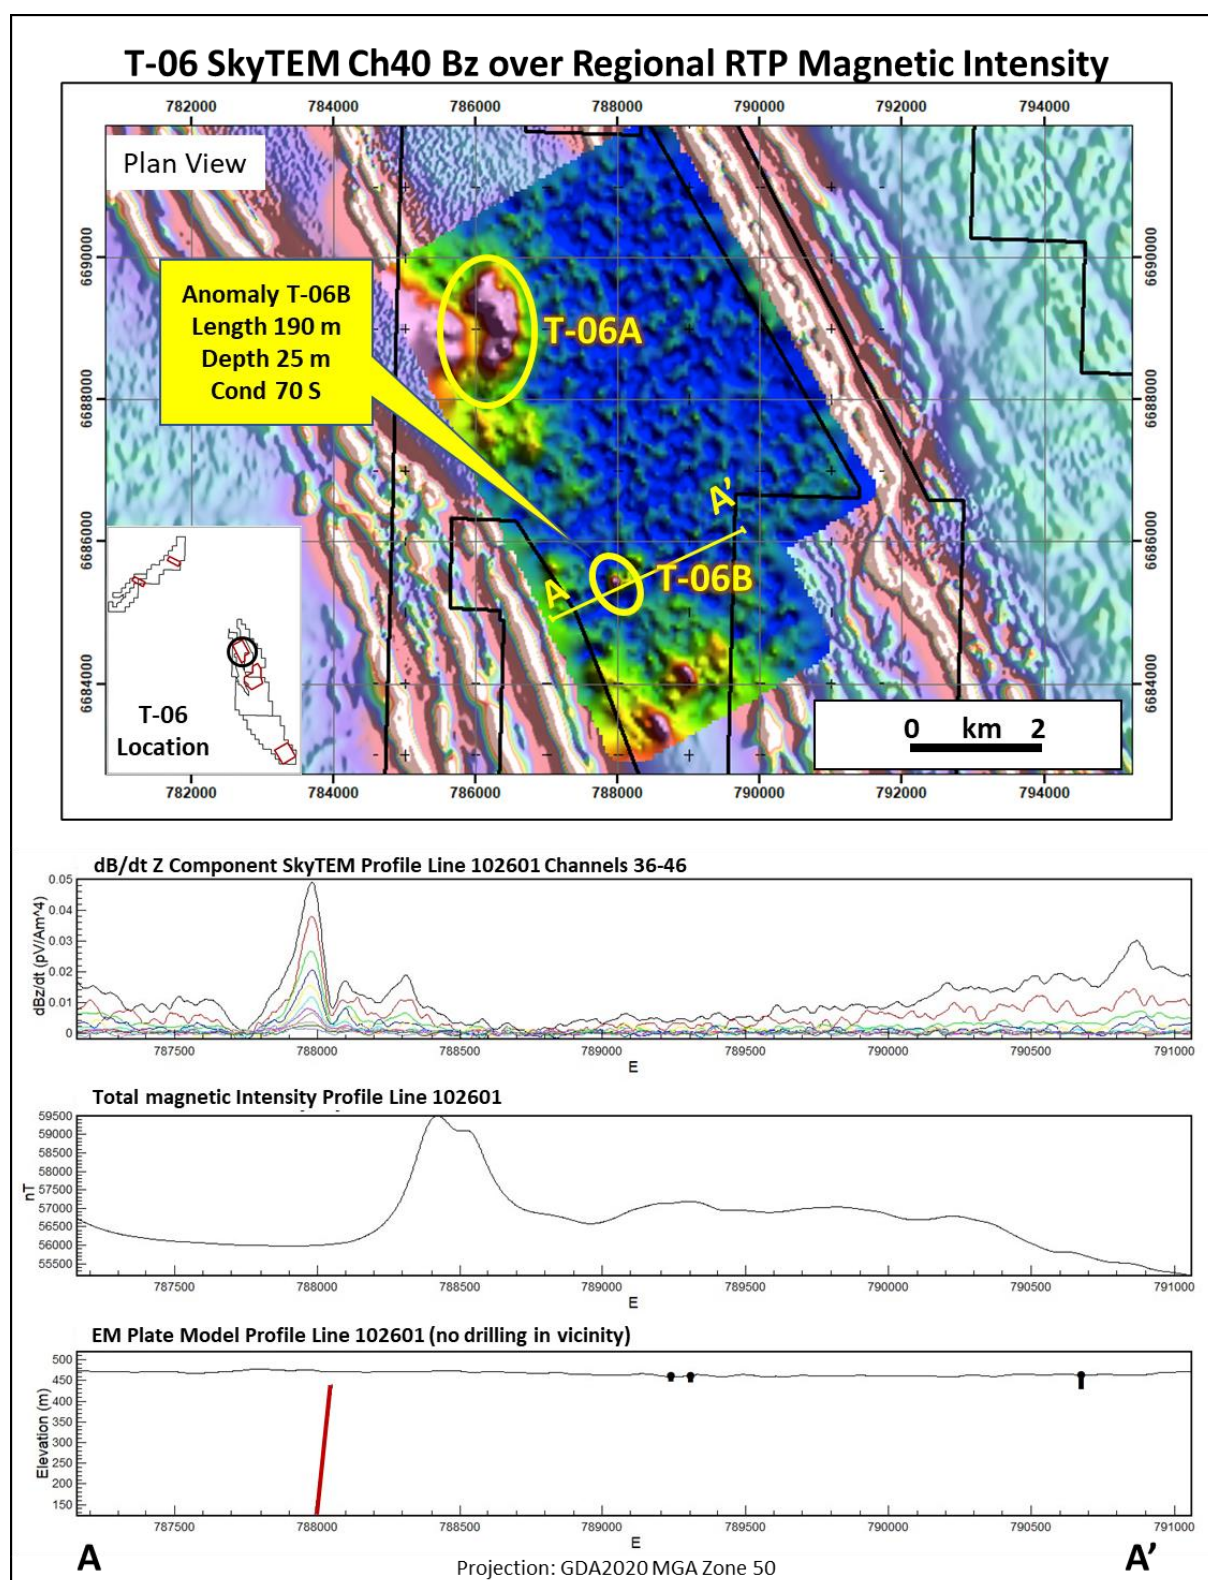 T-06 SkyTEM Ch40 Bz over Regional RTP Magnetic Intensity
782000 784000 786000 788000 790000 792000 794000
Plan View
6690000 6690000
Anomaly T-06B
Length 190 m
Depth 25 m
Cond 70 S
T-06A
6688000 6688000
A'
6686000 6686000
A
T-06B
6684000 6684000
T-06
Location
0 km 2
782000 784000 786000 788000 790000 792000 794000
dB/dt Z Component SkyTEM Profile Line 102601 Channels 36-46
dBz/dt (pV/Am^4)
0.05
0.04
0.03
0.02
0.01
0
787500 788000 788500 789000 789500 790000 790500 791000
E
Total magnetic Intensity Profile Line 102601
nT
59500
59000
58500
58000
57500
57000
56500
56000
55500
787500 788000 788500 789000 789500 790000 790500 791000
E
EM Plate Model Profile Line 102601 (no drilling in vicinity)
Elevation (m)
500
450
400
350
300
250
200
150
787500 788000 788500 789000 789500 790000 790500 791000
E
A A’
Projection: GDA2020 MGA Zone 50